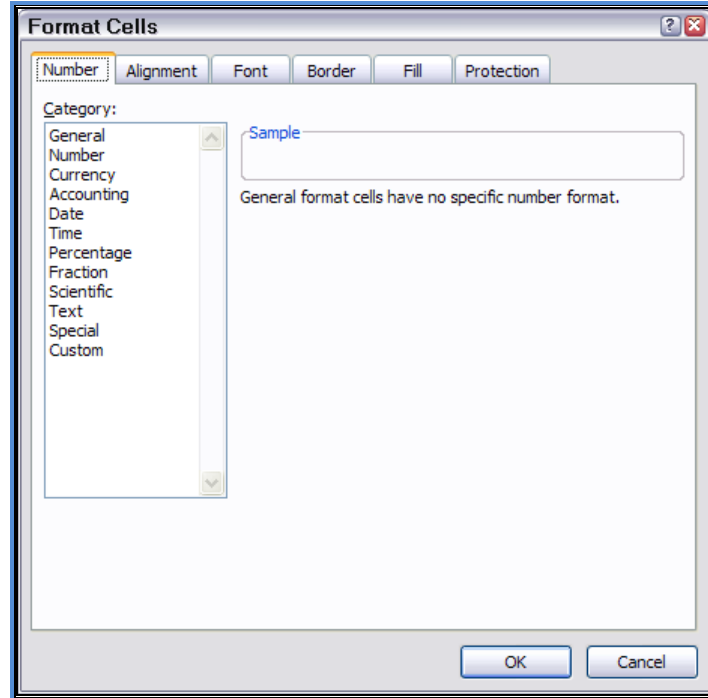 Format Cells
Number Alignment Font Border Fill Protection
Category:
General
Number
Currency
Accounting
Date
Time
Percentage
Fraction
Scientific
Text
Special
Custom
Sample
General format cells have no specific number format.
OK Cancel